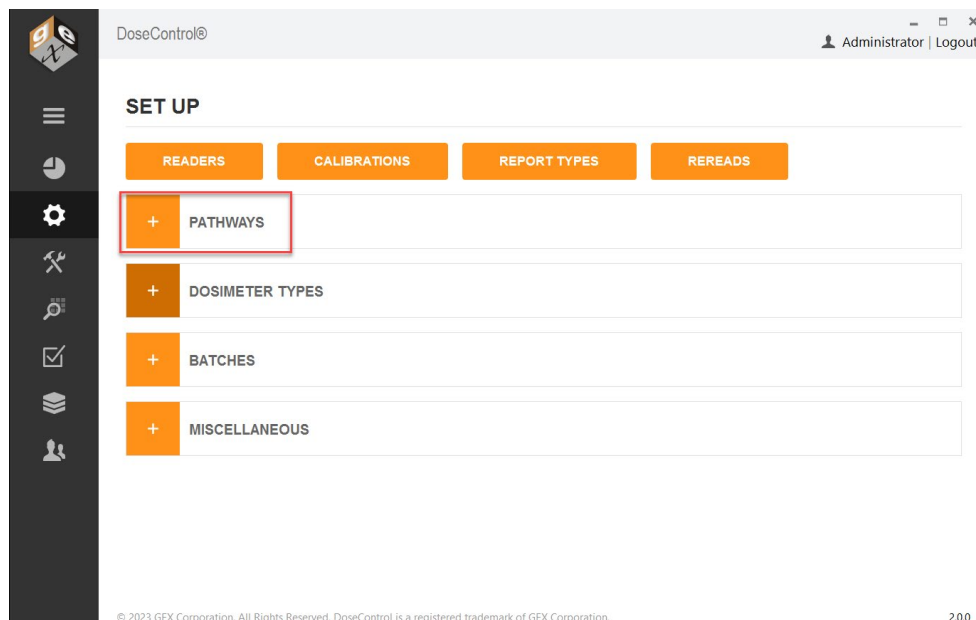 gex
DoseControl®
Administrator | Logout
SET UP
READERS
CALIBRATIONS
REPORT TYPES
REREADS
+ PATHWAYS
+ DOSIMETER TYPES
+ BATCHES
+ MISCELLANEOUS
© 2023 GEX Corporation. All Rights Reserved. DoseControl is a registered trademark of GEX Corporation.
2.0.0